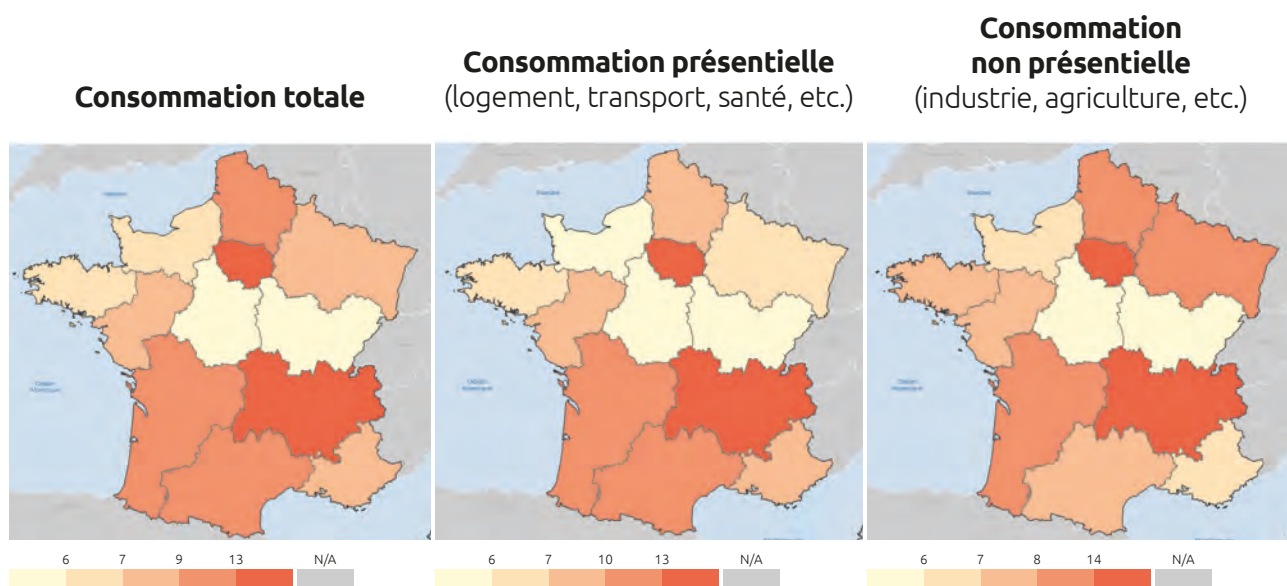 Consommation totale
Consommation présentielle
(logement, transport, santé, etc.)
Consommation
non présentielle
(industrie, agriculture, etc.)
6 7 9 13 N/A
6 7 10 13 N/A
6 7 8 14 N/A